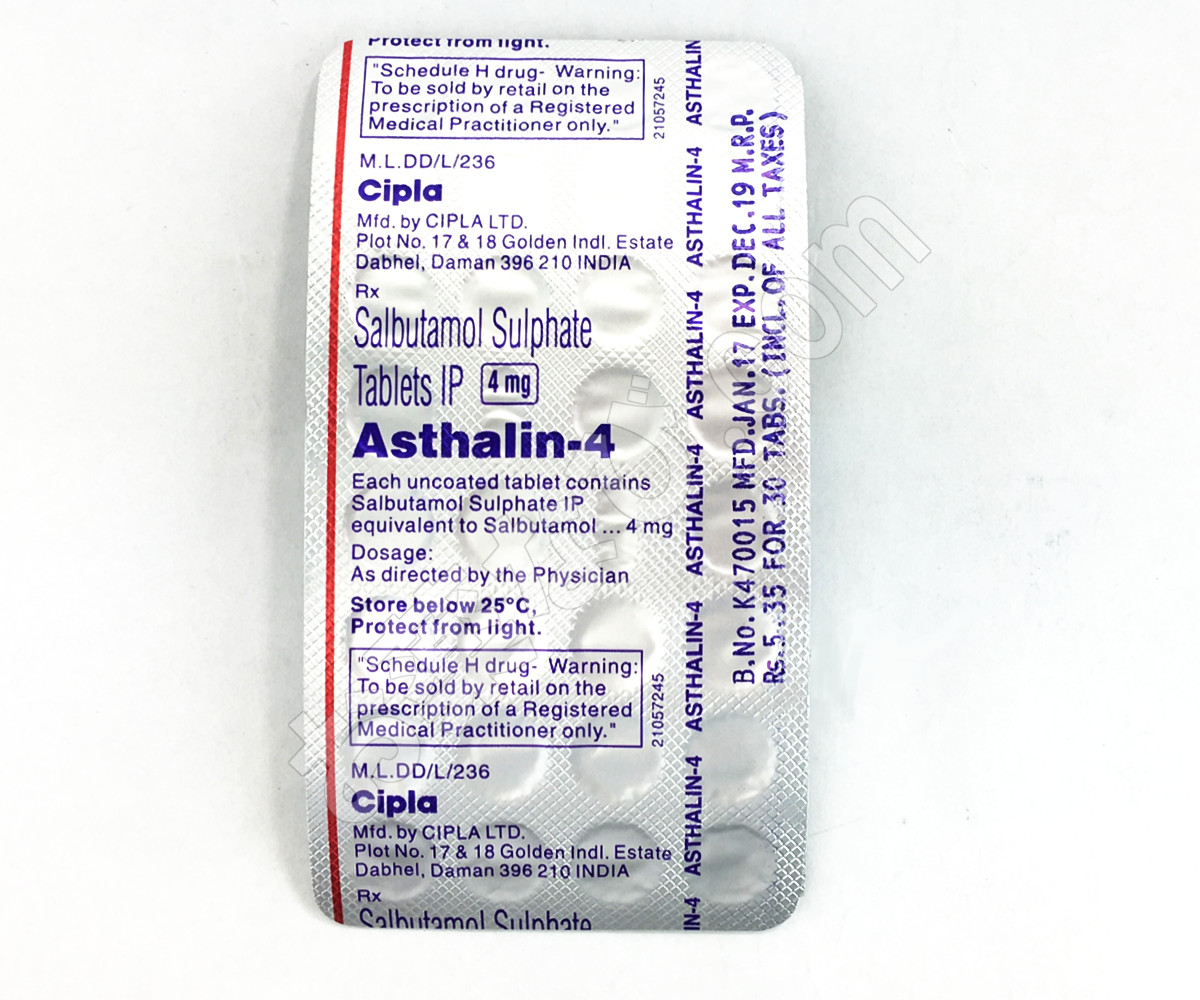 Protect from light.
"Schedule H drug- Warning:
To be sold by retail on the
prescription of a Registered
Medical Practitioner only."
21057245
M.L.DD/L/236
Cipla
Mfd. by CIPLA LTD.
Plot No. 17 & 18 Golden Indl. Estate
Dabhel, Daman 396 210 INDIA
Rx
Salbutamol Sulphate
Tablets IP 4 mg
Asthalin-4
Each uncoated tablet contains
Salbutamol Sulphate IP
equivalent to Salbutamol ... 4 mg
Dosage:
As directed by the Physician
Store below 25°C,
Protect from light.
"Schedule H drug- Warning:
To be sold by retail on the
prescription of a Registered
Medical Practitioner only."
21057245
M.L.DD/L/236
Cipla
Mfd. by CIPLA LTD.
Plot No. 17 & 18 Golden Indl. Estate
Dabhel, Daman 396 210 INDIA
Rx
Salbutamol Sulphate
IN-4 ASTHALIN-4 ASTHALIN-4 ASTHALIN-4 ASTHALIN-4 ASTHALIN-4 ASTHALIN
B.No. K470015 MFD.JAN.17 EXP.DEC.19 M.R.P.
Rs.5.35 FOR 30 TABS. (INCL.OF ALL TAXES)